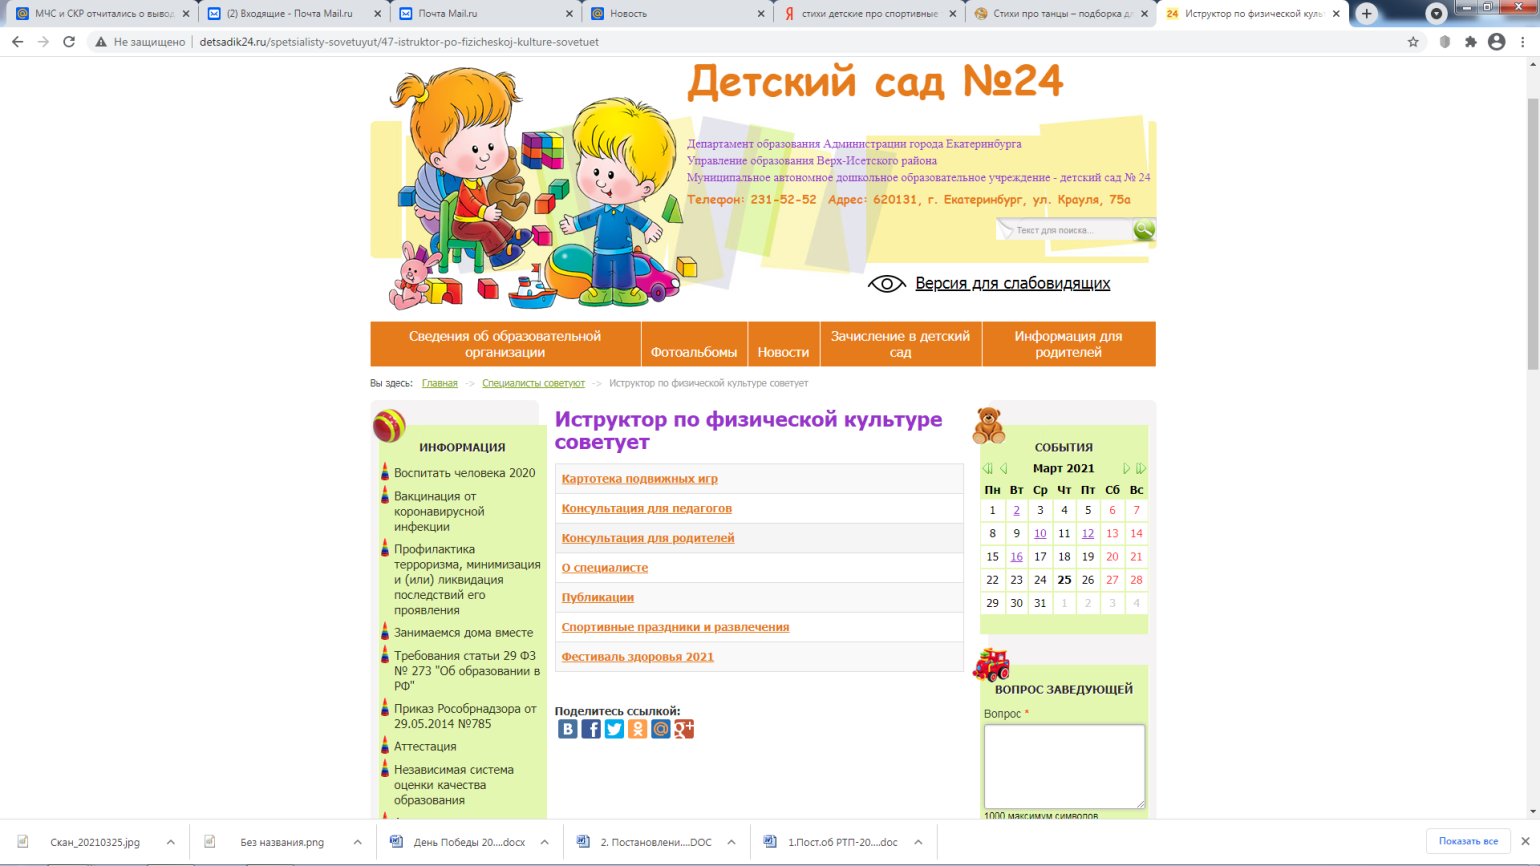 МЧС и СКР отчитались о вывод
(2) Входящие - Почта Mail.ru
Почта Mail.ru
Новость
стихи детские про спортивные
Стихи про танцы – подборка дл
Иструктор по физической культ
Не защищено
detsadik24.ru/spetsialisty-sovetuyut/47-istruktor-po-fizicheskoj-kulture-sovetuet
Детский сад №24
Департамент образования Администрации города Екатеринбурга
Управление образования Верх-Исетского района
Муниципальное автономное дошкольное образовательное учреждение - детский сад № 24
Телефон: 231-52-52 Адрес: 620131, г. Екатеринбург, ул. Крауля, 75а
Текст для поиска...
Версия для слабовидящих
Сведения об образовательной
организации
Фотоальбомы
Новости
Зачисление в детский
сад
Информация для
родителей
Вы здесь: Главная -> Специалисты советуют -> Иструктор по физической культуре советует
ИНФОРМАЦИЯ
Воспитать человека 2020
Вакцинация от
коронавирусной
инфекции
Профилактика
терроризма, минимизация
и (или) ликвидация
последствий его
проявления
Занимаемся дома вместе
Требования статьи 29 ФЗ
№ 273 "Об образовании в
РФ"
Приказ Рособрнадзора от
29.05.2014 №785
Аттестация
Независимая система
оценки качества
образования
Иструктор по физической культуре
советует
Картотека подвижных игр
Консультация для педагогов
Консультация для родителей
О специалисте
Публикации
Спортивные праздники и развлечения
Фестиваль здоровья 2021
Поделитесь ссылкой:
СОБЫТИЯ
Март 2021
Пн Вт Ср Чт Пт Сб Вс
1 2 3 4 5 6 7
8 9 10 11 12 13 14
15 16 17 18 19 20 21
22 23 24 25 26 27 28
29 30 31 1 2 3 4
ВОПРОС ЗАВЕДУЮЩЕЙ
Вопрос *
1000 максимум символов
Скан_20210325.jpg
Без названия.png
День Победы 20....docx
2. Постановлени....DOC
1.Пост.об РТП-20....doc
Показать все